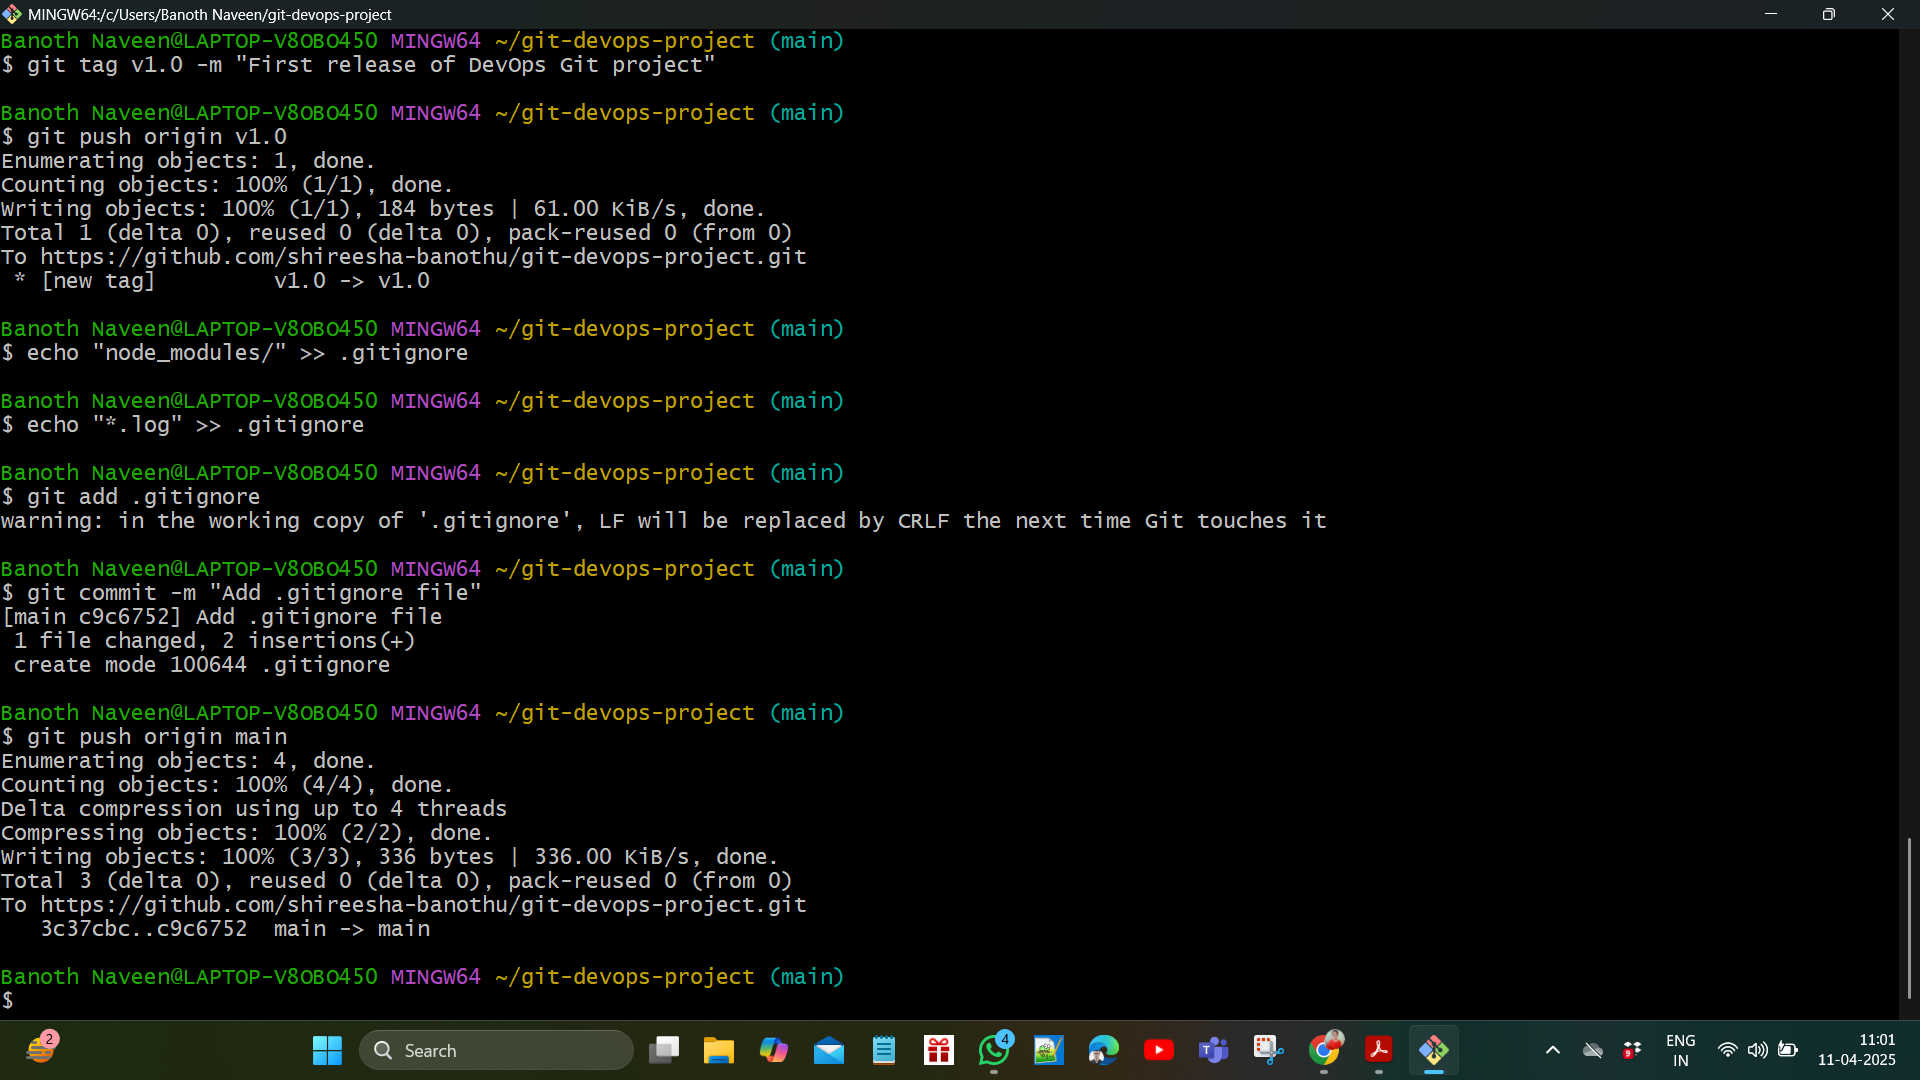 MINGW64:/c/Users/Banoth Naveen/git-devops-project
Banoth Naveen@LAPTOP-V8OBO450 MINGW64 ~/git-devops-project (main)
$ git tag v1.0 -m "First release of DevOps Git project"
Banoth Naveen@LAPTOP-V8OBO450 MINGW64 ~/git-devops-project (main)
$ git push origin v1.0
Enumerating objects: 1, done.
Counting objects: 100% (1/1), done.
Writing objects: 100% (1/1), 184 bytes | 61.00 KiB/s, done.
Total 1 (delta 0), reused 0 (delta 0), pack-reused 0 (from 0)
To https://github.com/shireesha-banothu/git-devops-project.git
 * [new tag]         v1.0 -> v1.0
Banoth Naveen@LAPTOP-V8OBO450 MINGW64 ~/git-devops-project (main)
$ echo "node_modules/" >> .gitignore
Banoth Naveen@LAPTOP-V8OBO450 MINGW64 ~/git-devops-project (main)
$ echo "*.log" >> .gitignore
Banoth Naveen@LAPTOP-V8OBO450 MINGW64 ~/git-devops-project (main)
$ git add .gitignore
warning: in the working copy of '.gitignore', LF will be replaced by CRLF the next time Git touches it
Banoth Naveen@LAPTOP-V8OBO450 MINGW64 ~/git-devops-project (main)
$ git commit -m "Add .gitignore file"
[main c9c6752] Add .gitignore file
 1 file changed, 2 insertions(+)
 create mode 100644 .gitignore
Banoth Naveen@LAPTOP-V8OBO450 MINGW64 ~/git-devops-project (main)
$ git push origin main
Enumerating objects: 4, done.
Counting objects: 100% (4/4), done.
Delta compression using up to 4 threads
Compressing objects: 100% (2/2), done.
Writing objects: 100% (3/3), 336 bytes | 336.00 KiB/s, done.
Total 3 (delta 0), reused 0 (delta 0), pack-reused 0 (from 0)
To https://github.com/shireesha-banothu/git-devops-project.git
   3c37cbc..c9c6752  main -> main
Banoth Naveen@LAPTOP-V8OBO450 MINGW64 ~/git-devops-project (main)
$
2
Search
4
9
ENG
IN
11:01
11-04-2025